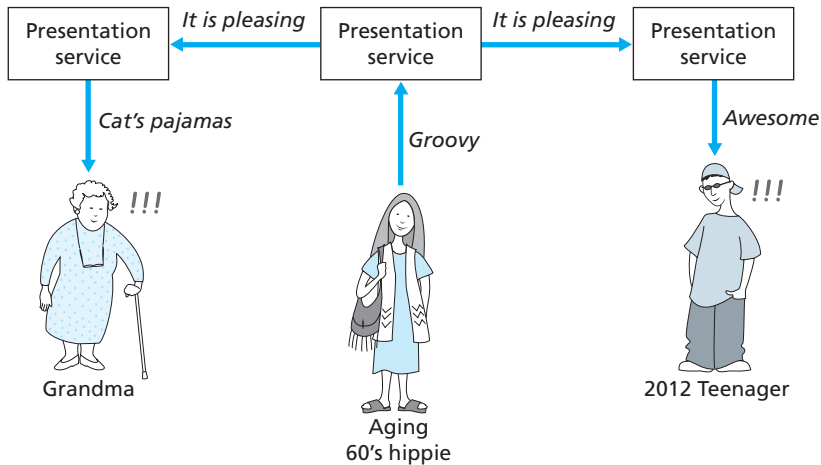 It is pleasing
It is pleasing
Presentation
service
Presentation
service
Presentation
service
Cat's pajamas
Groovy
Awesome
!!!
!!!
Grandma
Aging
60's hippie
2012 Teenager